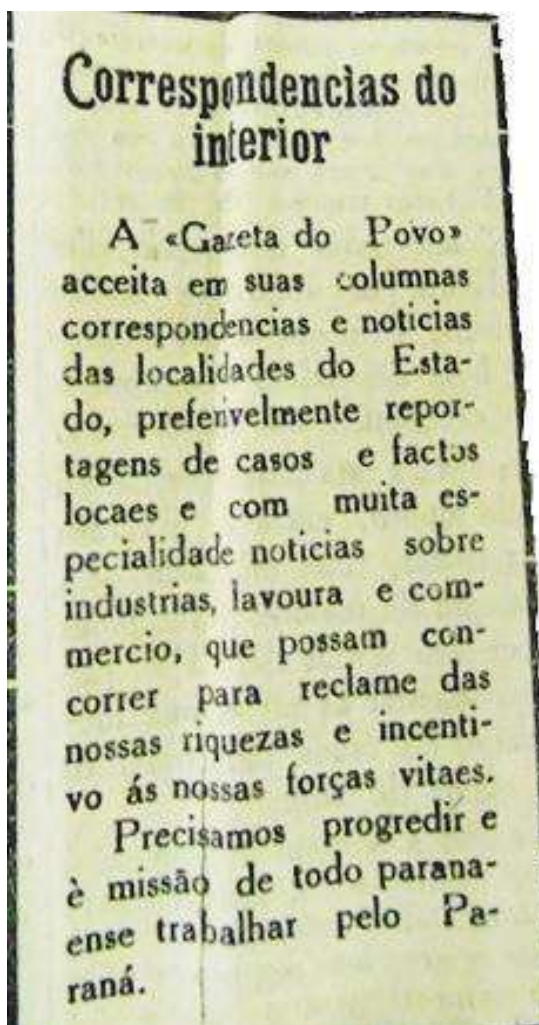 Correspondencias do
interior
A «Gazeta do Povo»
acceita em suas columnas
correspondencias e noticias
das localidades do Esta-
do, preferivelmente repor-
tagens de casos e factos
locaes e com muita es-
pecialidade noticias sobre
industrias, lavoura e com-
mercio, que possam con-
correr para reclame das
nossas riquezas e incenti-
vo ás nossas forças vitaes.
Precisamos progredir e
è missão de todo parana-
ense trabalhar pelo Pa-
raná.